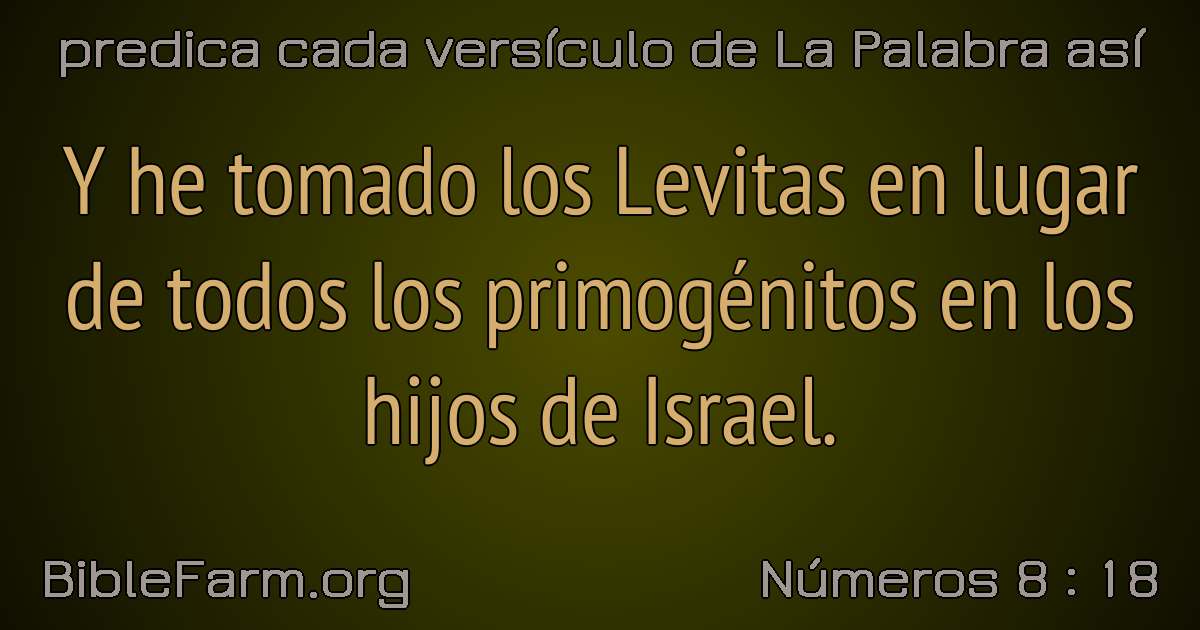 predica cada versículo de La Palabra así
Y he tomado los Levitas en lugar
de todos los primogénitos en los
hijos de Israel.
BibleFarm.org
Números 8 : 18